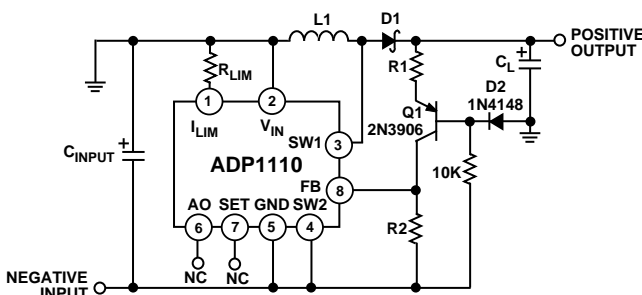 L1
D1
POSITIVE
OUTPUT
RLIM
R1
CL
D2
1N4148
Q1
2N3906
1
2
ILIM
VIN
SW1
3
CINPUT
ADP1110
FB
8
10K
AO
SET
GND
SW2
6
7
5
4
R2
NC
NC
NEGATIVE
INPUT